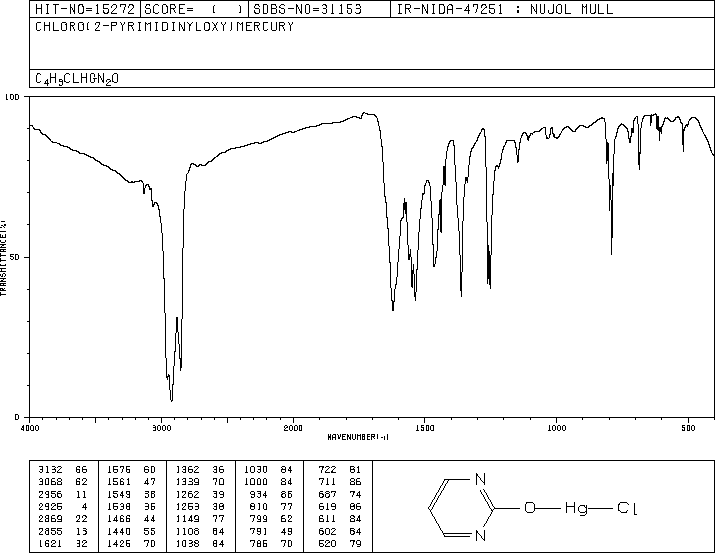 HIT-NO=15272 SCORE= ( ) SDBS-NO=31153 IR-NIDA-47251 : NUJOL MULL
CHLORO(2-PYRIMIDINYLOXY)MERCURY
C4H3CLHGN2O
100
50
0
TRANSMITTANCE(%)
4000 3000 2000 1500 1000 500
WAVENUMBER(-1)
3132 66 1576 60 1362 36 1030 84 722 81
3068 62 1561 47 1339 70 1000 84 711 86
2956 11 1549 38 1262 39 934 86 687 74
2925 4 1538 35 1253 38 810 77 619 86
2869 22 1466 44 1149 77 799 62 611 84
2855 13 1440 55 1108 84 791 49 602 84
1621 32 1426 70 1038 84 786 70 520 79
N
O Hg Cl
N